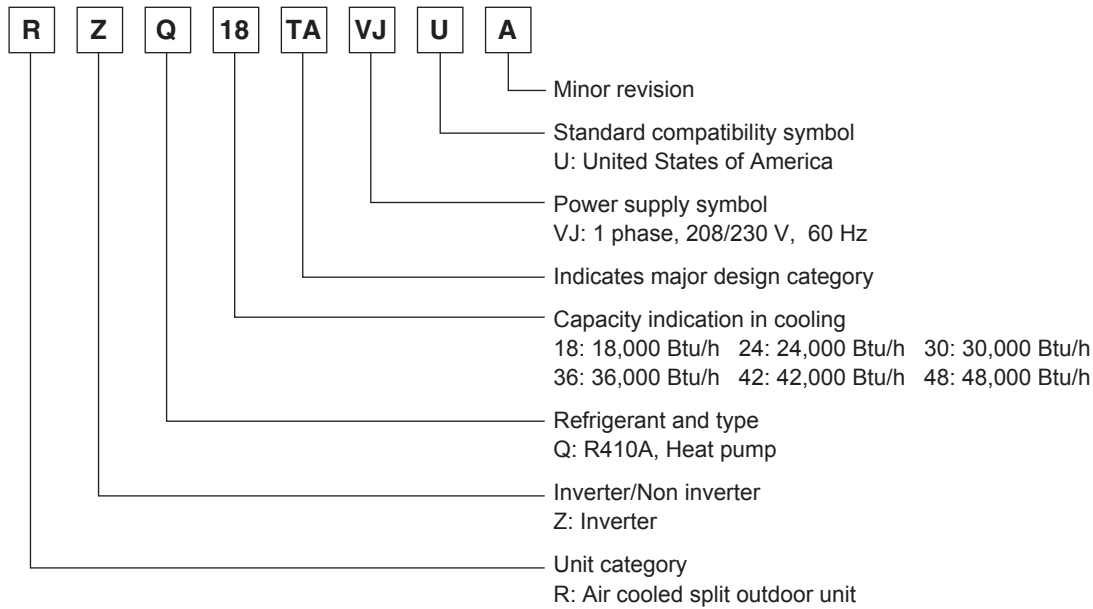 R Z Q 18 TA VJ U A
Minor revision
Standard compatibility symbol
U: United States of America
Power supply symbol
VJ: 1 phase, 208/230 V, 60 Hz
Indicates major design category
Capacity indication in cooling
18: 18,000 Btu/h 24: 24,000 Btu/h 30: 30,000 Btu/h
36: 36,000 Btu/h 42: 42,000 Btu/h 48: 48,000 Btu/h
Refrigerant and type
Q: R410A, Heat pump
Inverter/Non inverter
Z: Inverter
Unit category
R: Air cooled split outdoor unit